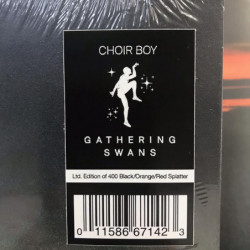 CHOIR BOY
GATHERING
SWANS
Ltd. Edition of 400 Black/Orange/Red Splatter
0 11586 67142 3